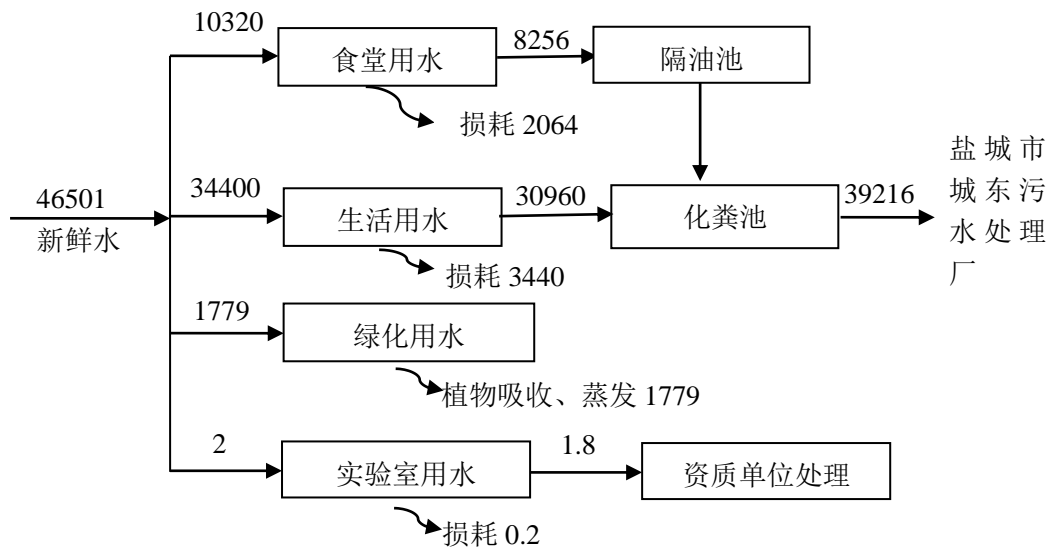 10320
食堂用水
8256
隔油池
损耗 2064
46501
新鲜水
34400
生活用水
30960
化粪池
39216
盐城市
城东污
水处理
厂
损耗 3440
1779
绿化用水
植物吸收、蒸发 1779
2
实验室用水
1.8
资质单位处理
损耗 0.2